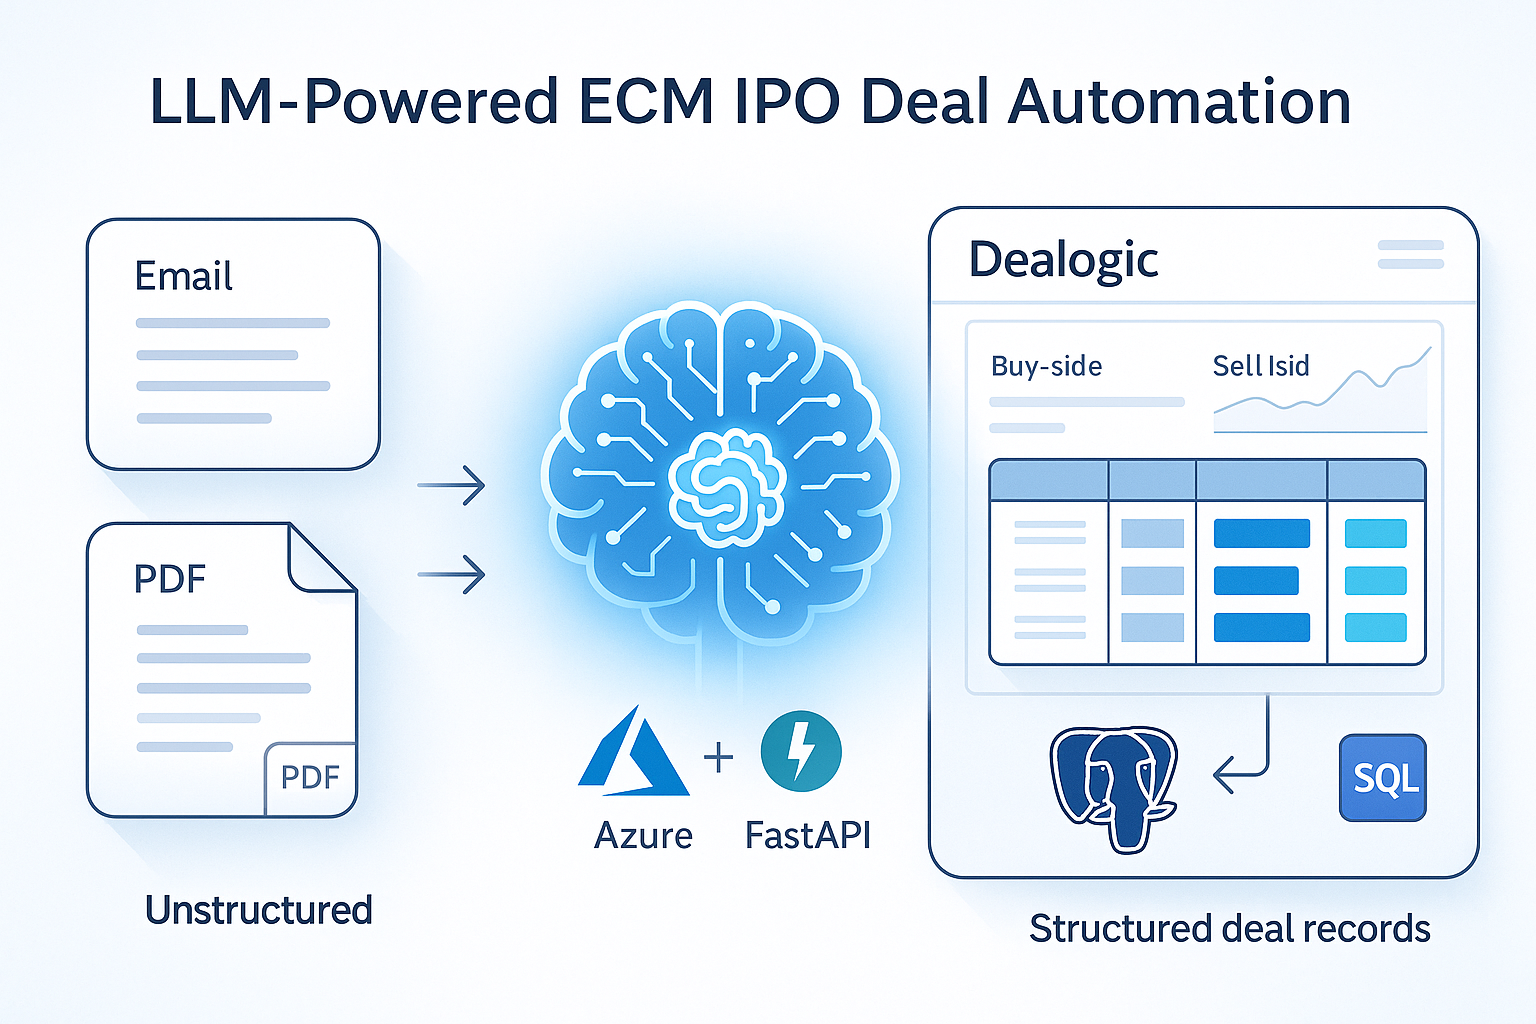 LLM-Powered ECM IPO Deal Automation
Email
PDF
PDF
Unstructured
Azure
+
FastAPI
Dealogic
Buy-side
Sell Isid
SQL
Structured deal records